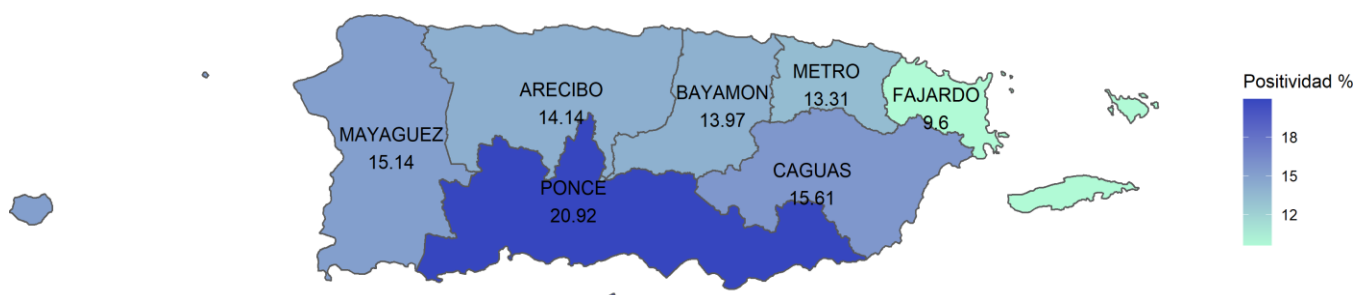 MAYAGUEZ
15.14
ARECIBO
14.14
BAYAMON
13.97
METRO
13.31
FAJARDO
9.6
PONCE
20.92
CAGUAS
15.61
Positividad %
18
15
12